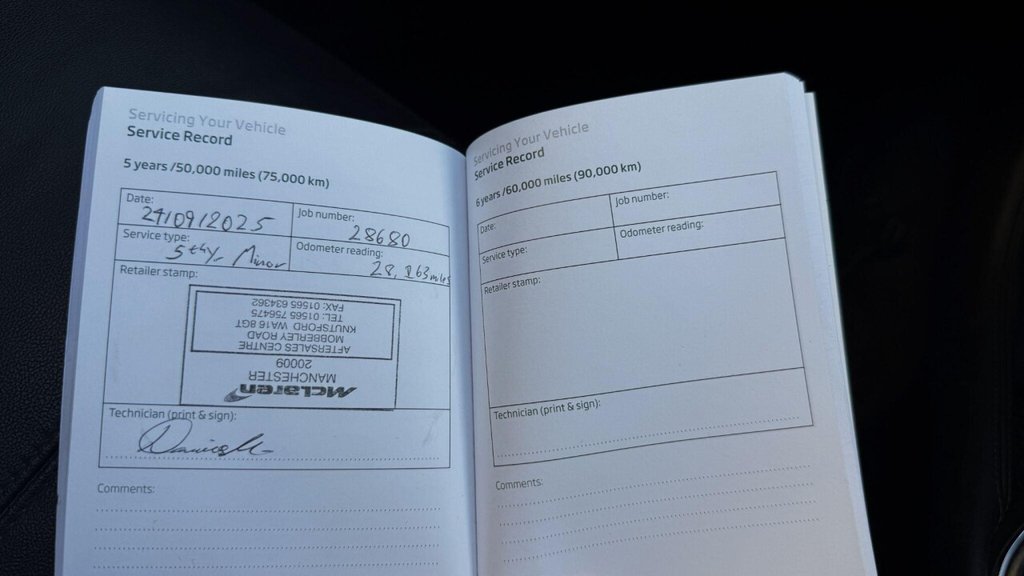 Servicing Your Vehicle
Service Record
5 years /50,000 miles (75,000 km)
Date:
24/09/2025
Job number:
28680
Service type:
5thyr Minor
Odometer reading:
28, 163 miles
Retailer stamp:
McLaren
MANCHESTER
20009
AFTERSALES CENTRE
MOBBERLEY ROAD
KNUTSFORD WA16 8GT
TEL: 01565 756475
FAX: 01565 634362
Technician (print & sign):
Comments:
Servicing Your Vehicle
Service Record
6 years /60,000 miles (90,000 km)
Date:
Job number:
Service type:
Odometer reading:
Retailer stamp:
Technician (print & sign):
Comments: